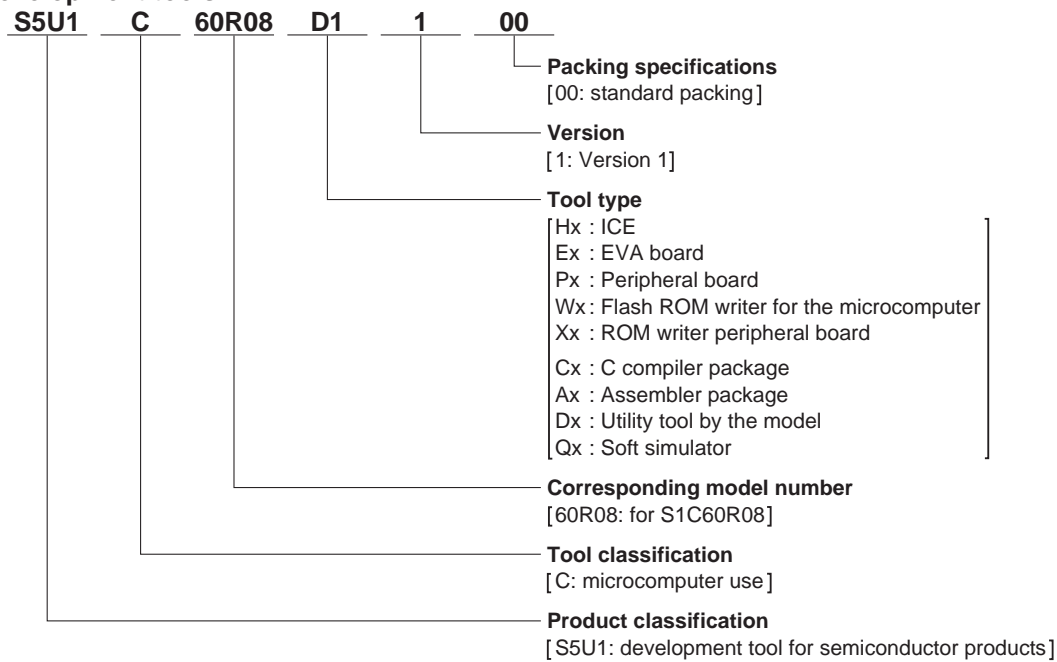 S5U1 C 60R08 D1 1 00
Packing specifications
[00: standard packing]
Version
[1: Version 1]
Tool type
Hx : ICE
Ex : EVA board
Px : Peripheral board
Wx : Flash ROM writer for the microcomputer
Xx : ROM writer peripheral board
Cx : C compiler package
Ax : Assembler package
Dx : Utility tool by the model
Qx : Soft simulator
Corresponding model number
[60R08: for S1C60R08]
Tool classification
[C: microcomputer use]
Product classification
[S5U1: development tool for semiconductor products]